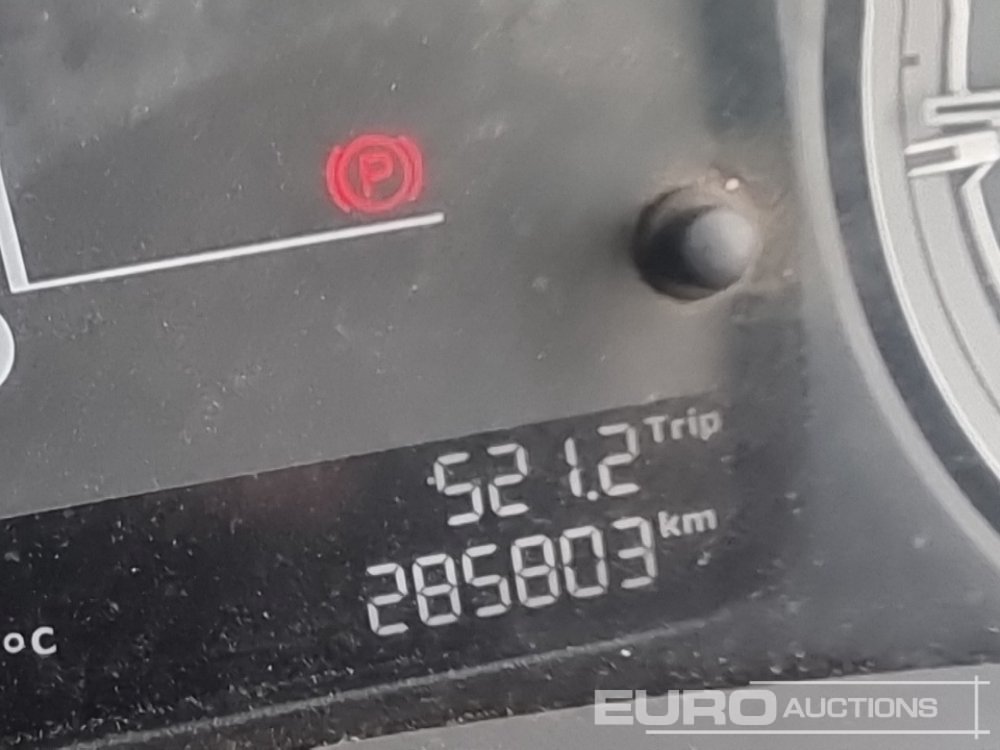 P
521.2 Trip
285803 km
°C
EURO AUCTIONS